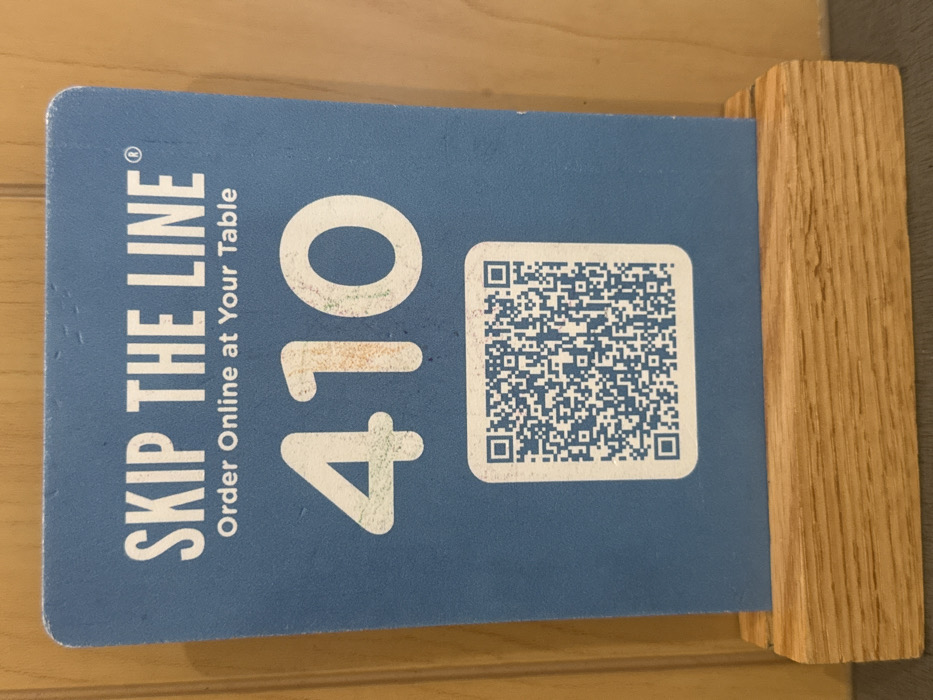 SKIP THE LINE®
Order Online at Your Table
410